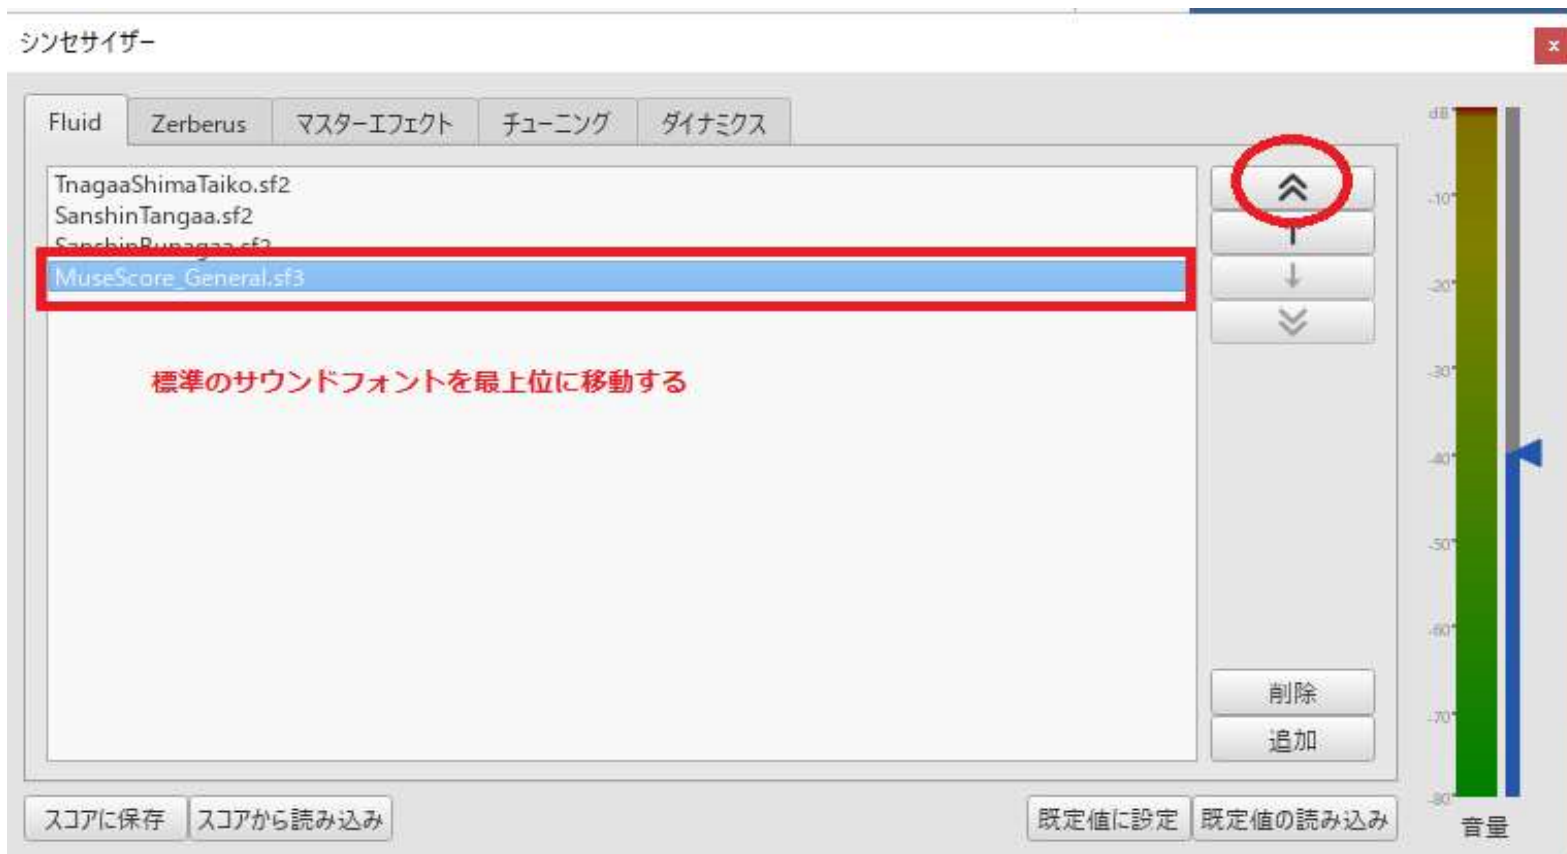 シンセサイザー
Fluid Zerberus マスターエフェクト チューニング ダイナミクス
TnagaaShimaTaiko.sf2
SanshinTangaa.sf2
SanshinBunagaa.sf2
MuseScore_General.sf3
標準のサウンドフォントを最上位に移動する
削除
追加
スコアに保存 スコアから読み込み 既定値に設定 既定値の読み込み
dB
-10
-20
-30
-40
-50
-60
-70
-80
音量